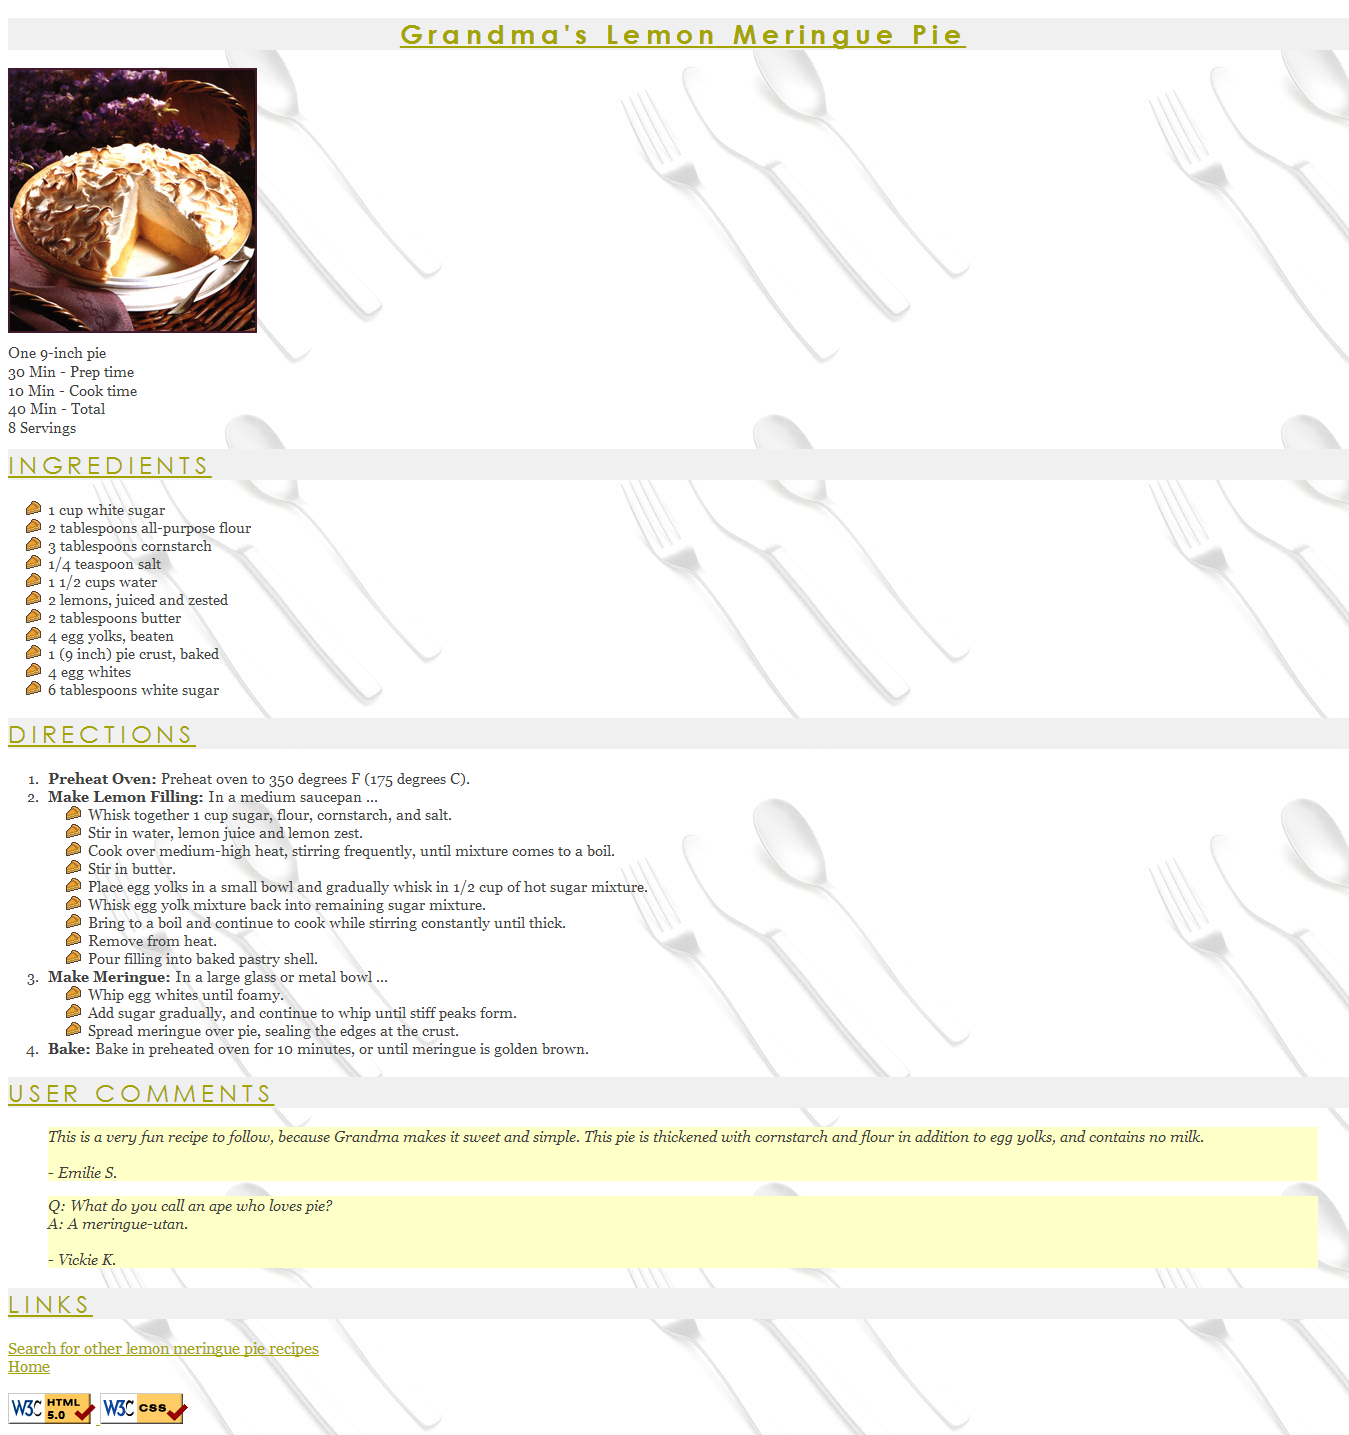 Grandma's Lemon Meringue Pie
One 9-inch pie
30 Min - Prep time
10 Min - Cook time
40 Min - Total
8 Servings
INGREDIENTS
1 cup white sugar
2 tablespoons all-purpose flour
3 tablespoons cornstarch
1/4 teaspoon salt
1 1/2 cups water
2 lemons, juiced and zested
2 tablespoons butter
4 egg yolks, beaten
1 (9 inch) pie crust, baked
4 egg whites
6 tablespoons white sugar
DIRECTIONS
1. Preheat Oven: Preheat oven to 350 degrees F (175 degrees C).
2. Make Lemon Filling: In a medium saucepan ...
Whisk together 1 cup sugar, flour, cornstarch, and salt.
Stir in water, lemon juice and lemon zest.
Cook over medium-high heat, stirring frequently, until mixture comes to a boil.
Stir in butter.
Place egg yolks in a small bowl and gradually whisk in 1/2 cup of hot sugar mixture.
Whisk egg yolk mixture back into remaining sugar mixture.
Bring to a boil and continue to cook while stirring constantly until thick.
Remove from heat.
Pour filling into baked pastry shell.
3. Make Meringue: In a large glass or metal bowl ...
Whip egg whites until foamy.
Add sugar gradually, and continue to whip until stiff peaks form.
Spread meringue over pie, sealing the edges at the crust.
4. Bake: Bake in preheated oven for 10 minutes, or until meringue is golden brown.
USER COMMENTS
This is a very fun recipe to follow, because Grandma makes it sweet and simple. This pie is thickened with cornstarch and flour in addition to egg yolks, and contains no milk.
- Emilie S.
Q: What do you call an ape who loves pie?
A: A meringue-utan.
- Vickie K.
LINKS
Search for other lemon meringue pie recipes
Home
W3C HTML 5.0 W3C CSS